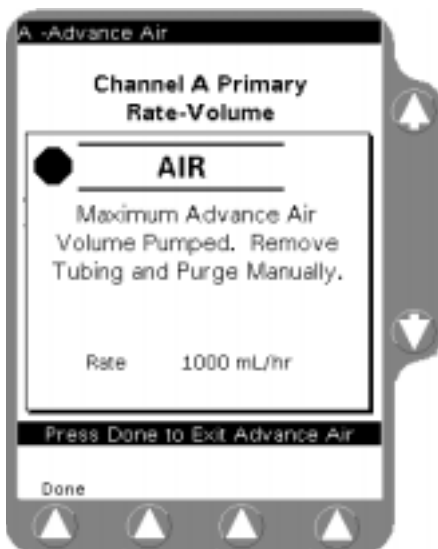 A -Advance Air
Channel A Primary
Rate-Volume
AIR
Maximum Advance Air
Volume Pumped. Remove
Tubing and Purge Manually.
Rate 1000 mL/hr
Press Done to Exit Advance Air
Done